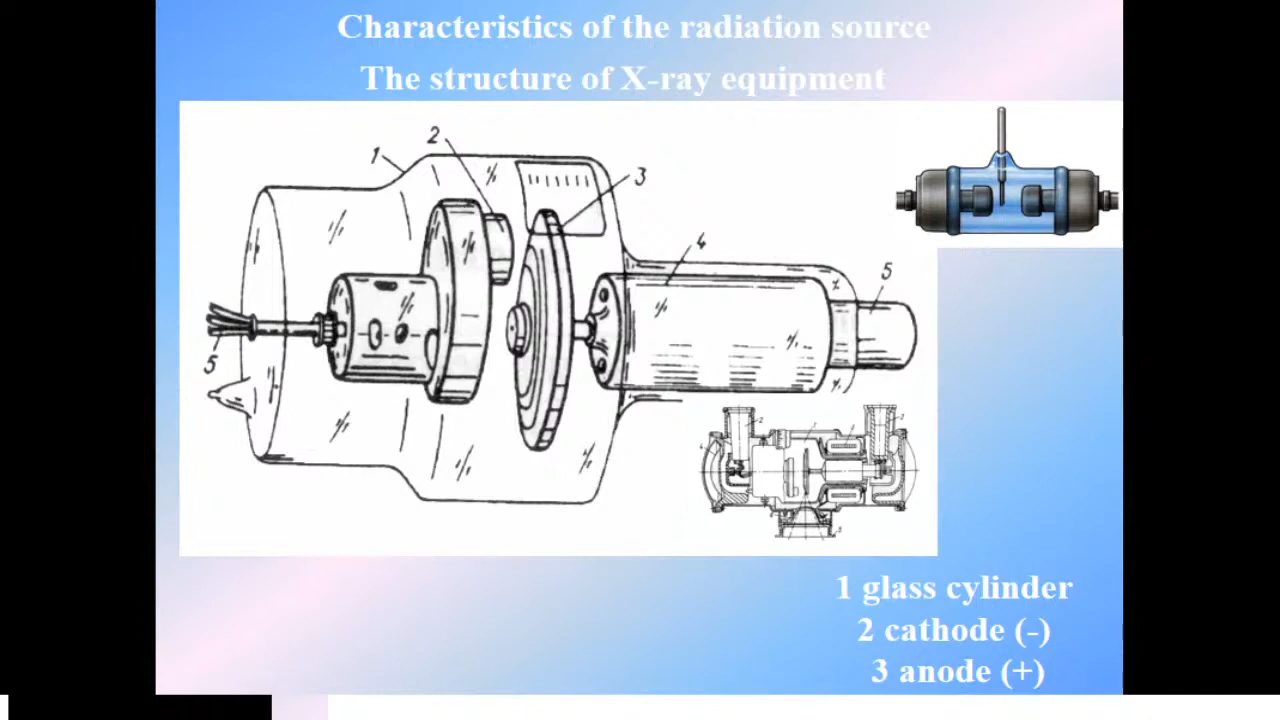 Characteristics of the radiation source
The structure of X-ray equipment
1
2
3
4
5
5
1 glass cylinder
2 cathode (-)
3 anode (+)